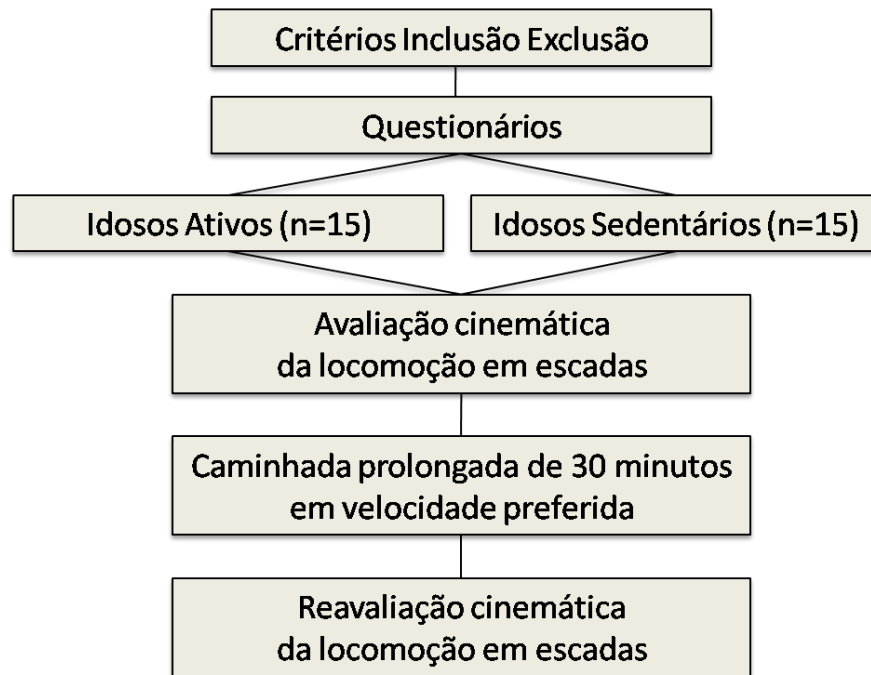 Critérios Inclusão Exclusão
Questionários
Idosos Ativos (n=15)
Idosos Sedentários (n=15)
Avaliação cinemática
da locomoção em escadas
Caminhada prolongada de 30 minutos
em velocidade preferida
Reavaliação cinemática
da locomoção em escadas